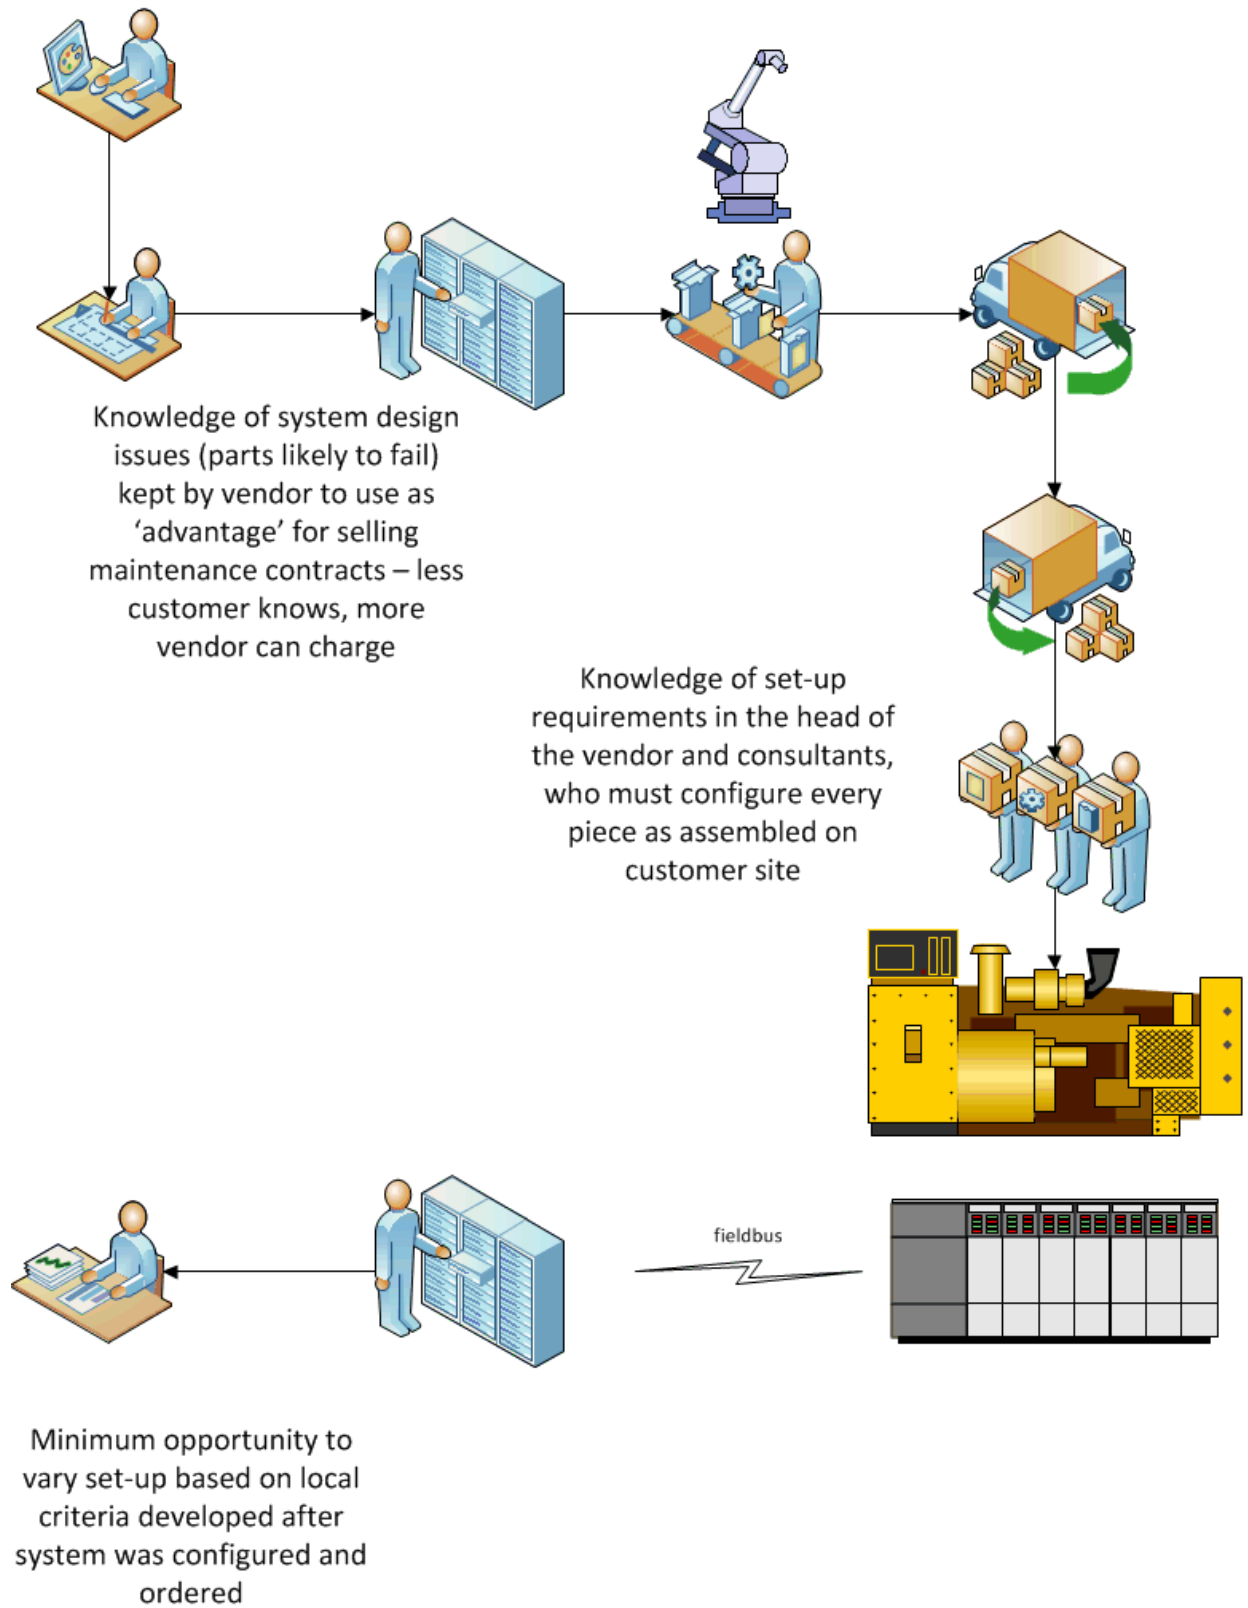 Knowledge of system design
issues (parts likely to fail)
kept by vendor to use as
‘advantage’ for selling
maintenance contracts – less
customer knows, more
vendor can charge
Knowledge of set-up
requirements in the head of
the vendor and consultants,
who must configure every
piece as assembled on
customer site
fieldbus
Minimum opportunity to
vary set-up based on local
criteria developed after
system was configured and
ordered